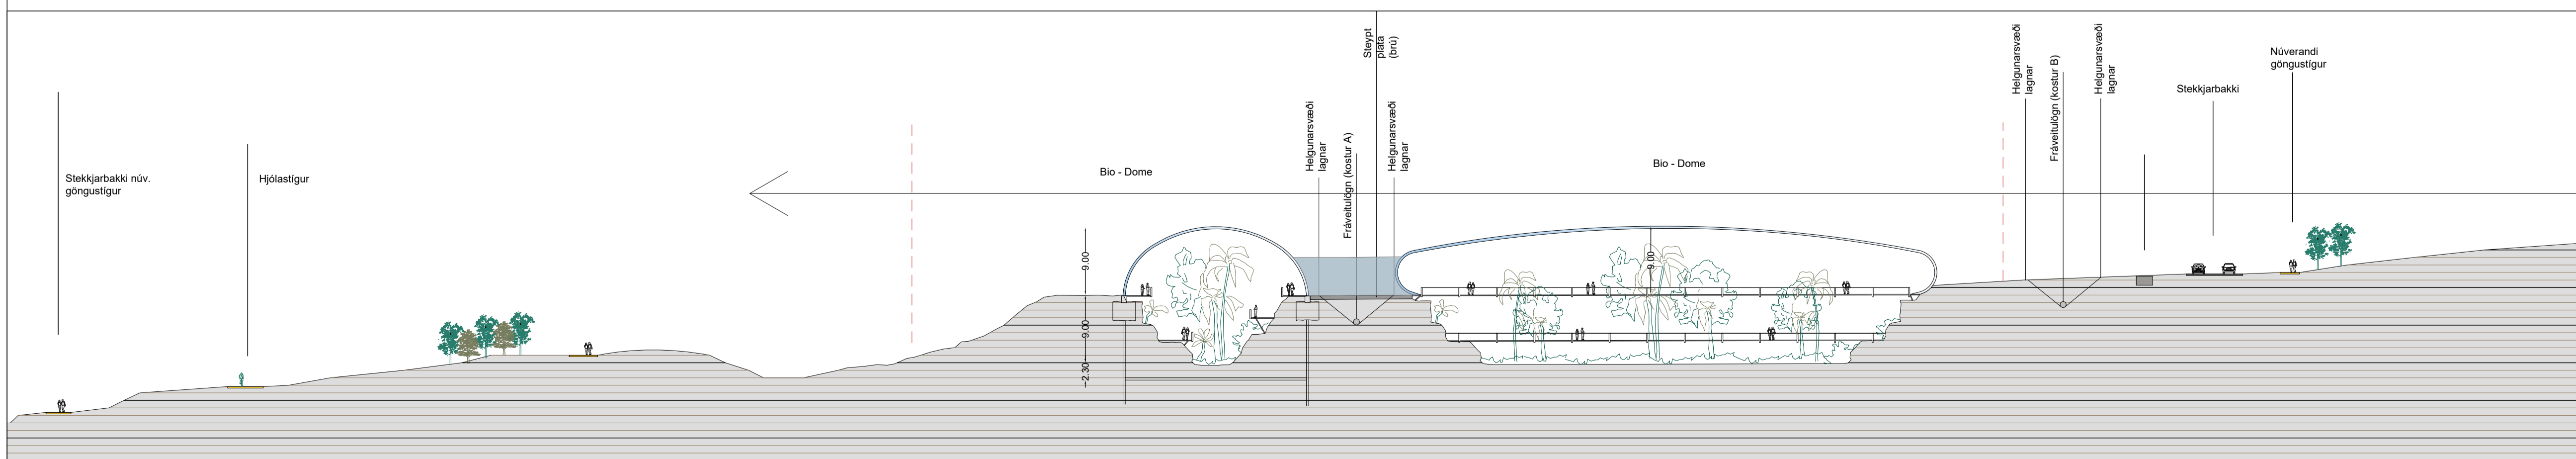 Stekkjarbakki núv.
göngustígur
Hjólastígur
Bio - Dome
9.00
9.00
2.30
Helgunarsvæði
lagnar
Fráveitulögn (kostur A)
Steypt
plata
(brú)
Helgunarsvæði
lagnar
Bio - Dome
9.00
Helgunarsvæði
lagnar
Fráveitulögn (kostur B)
Helgunarsvæði
lagnar
Stekkjarbakki
Núverandi
göngustígur